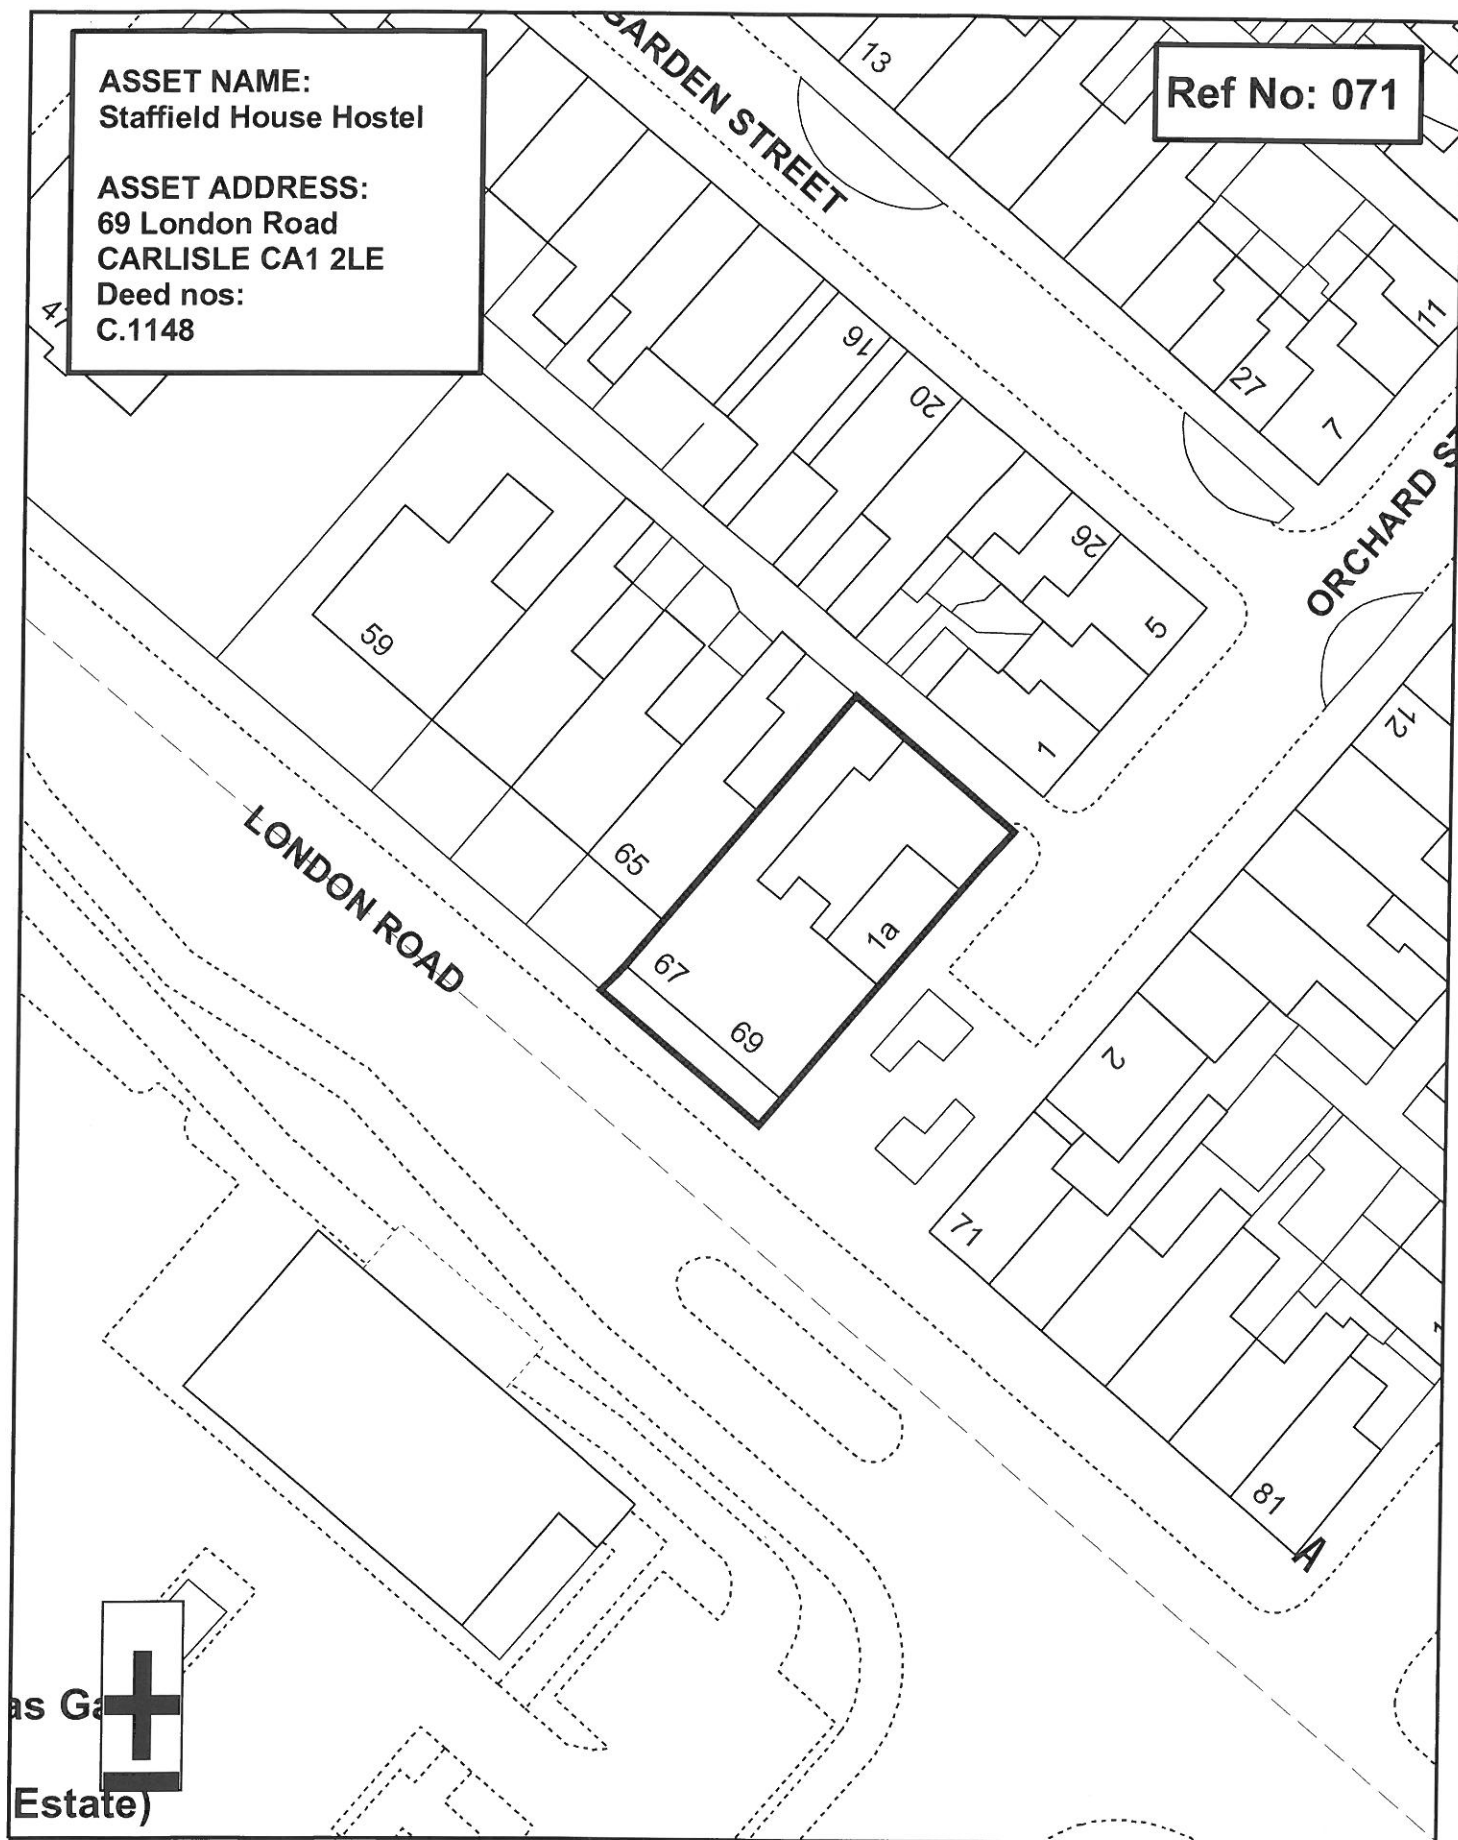 ASSET NAME:
Staffield House Hostel
ASSET ADDRESS:
69 London Road
CARLISLE CA1 2LE
Deed nos:
C.1148
Ref No: 071
GARDEN STREET
13
11
27
7
16
20
26
5
1
ORCHARD
12
59
65
67
69
1a
LONDON ROAD
2
71
81
A
Estate)